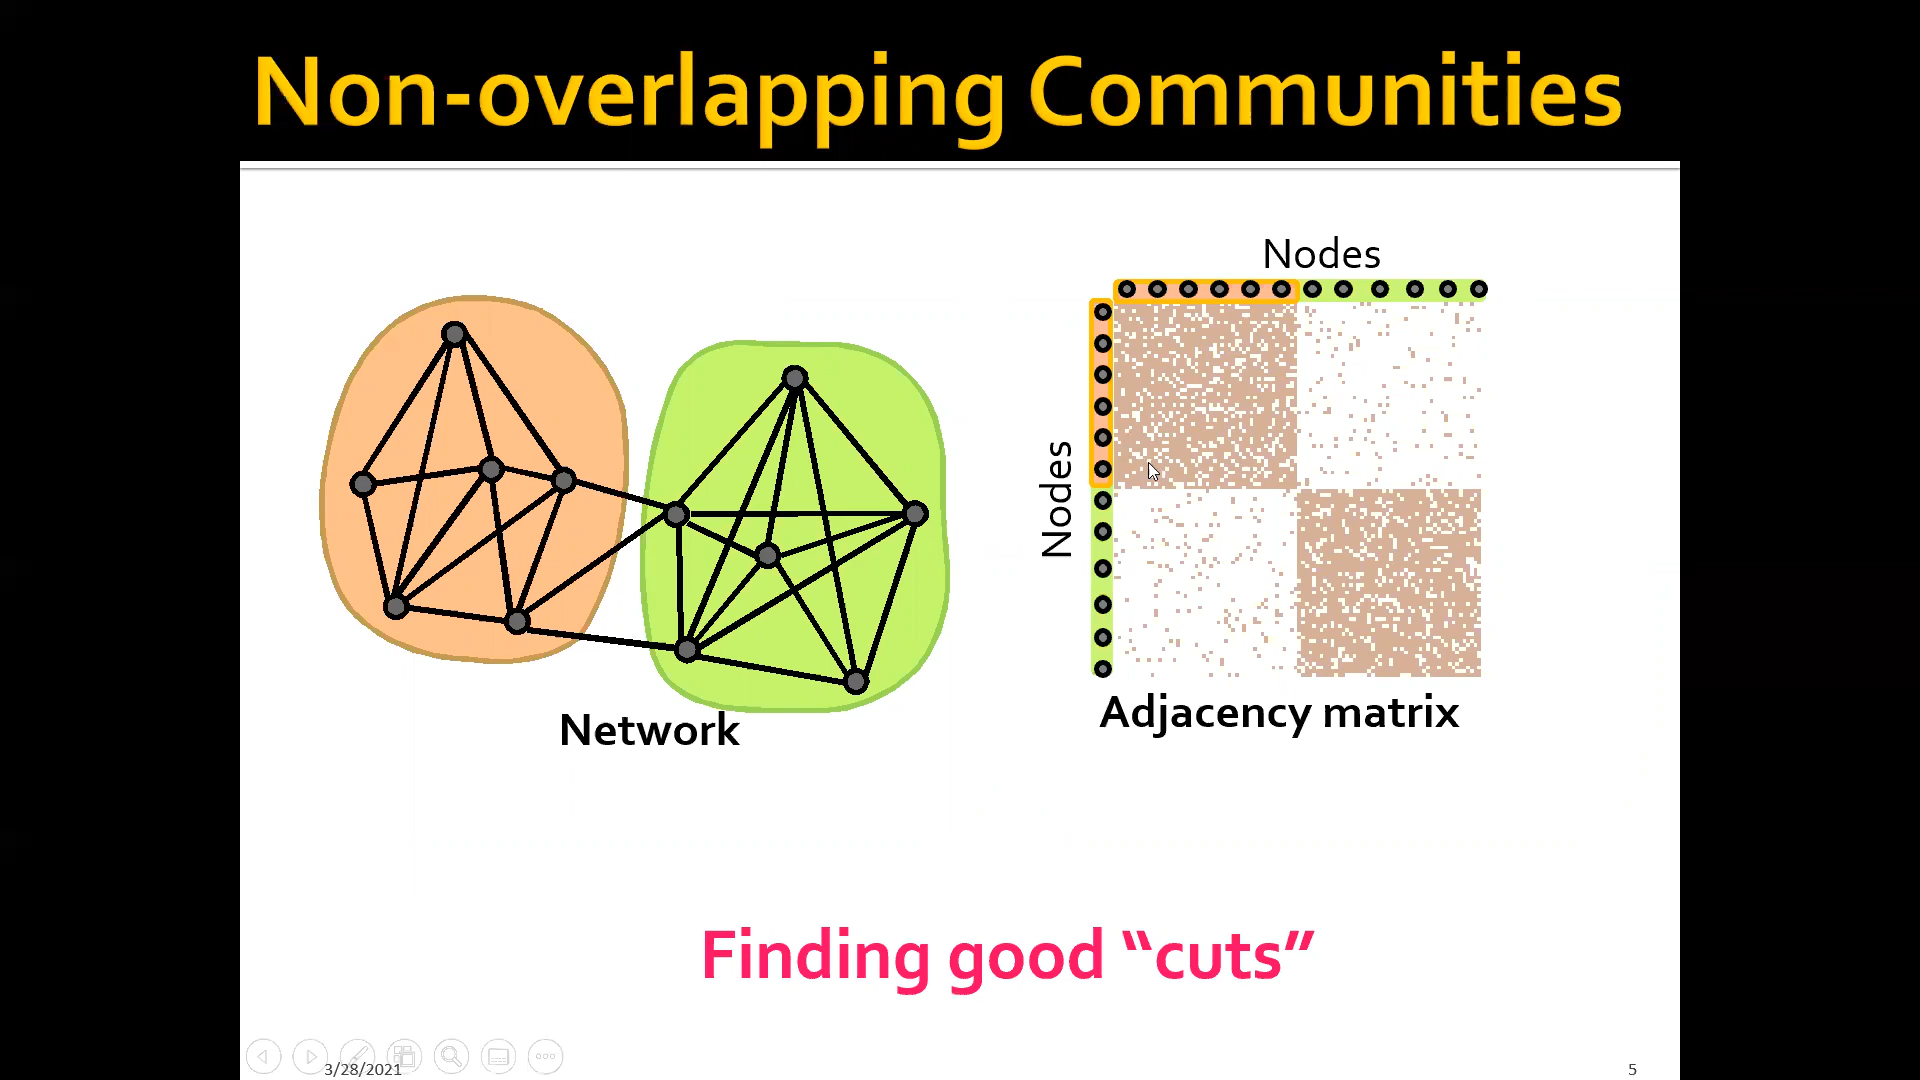 Non-overlapping Communities
Nodes
Nodes
Network
Adjacency matrix
Finding good “cuts”
3/28/2021
5